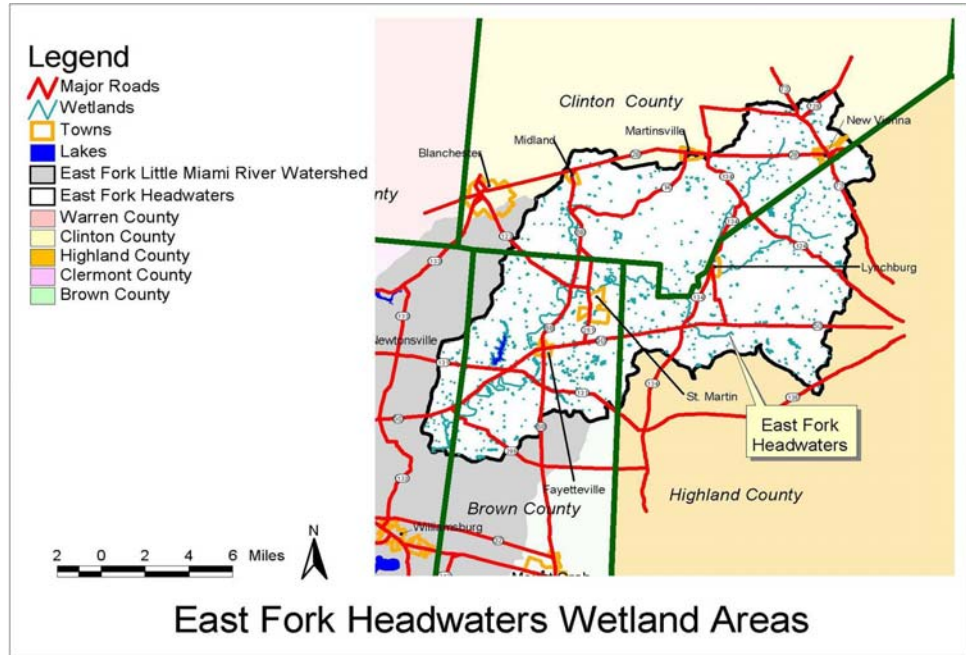 Legend
Major Roads
Wetlands
Towns
Lakes
East Fork Little Miami River Watershed
East Fork Headwaters
Warren County
Clinton County
Highland County
Clermont County
Brown County
Clinton County
New Vienna
Martinsville
Midland
Blanchester
nty
Lynchburg
Newtonsville
St. Martin
East Fork
Headwaters
Fayetteville
Highland County
Brown County
Williamsburg
N
2 0 2 4 6 Miles
East Fork Headwaters Wetland Areas